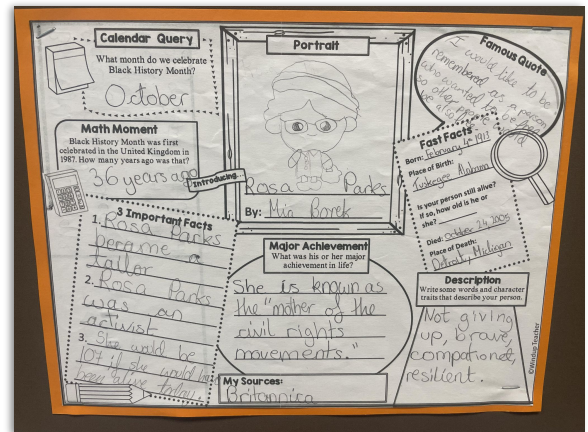 Calendar Query
What month do we celebrate
Black History Month?
October
Math Moment
Black History Month was first
celebrated in the United Kingdom in
1987. How many years ago was that?
36 years ago
Portrait
Introducing
Rosa Parks
By: Mia Borek
Famous Quote
I would like to be
remembered as a person
who wanted to be free
so other people
be also
Fast Facts
Born: February 4th 1913
Place of Birth:
Tuskegee Alabama
Is your person still alive?
If so, how old is he or
she?
Died: October 24, 2005
Place of Death:
Detroit, Michigan
3 Important Facts
1. Rosa Parks
became a
tailor
2. Rosa Parks
was an
activist
3. She would be
107 if she would have
been alive today.
Major Achievement
What was his or her major
achievement in life?
She is known as
the "mother of the
civil rights
movements."
My Sources:
Britannica
Description
Write some words and character
traits that describe your person.
Not giving
up, brave,
compationed,
resilient.
©Windup Teacher